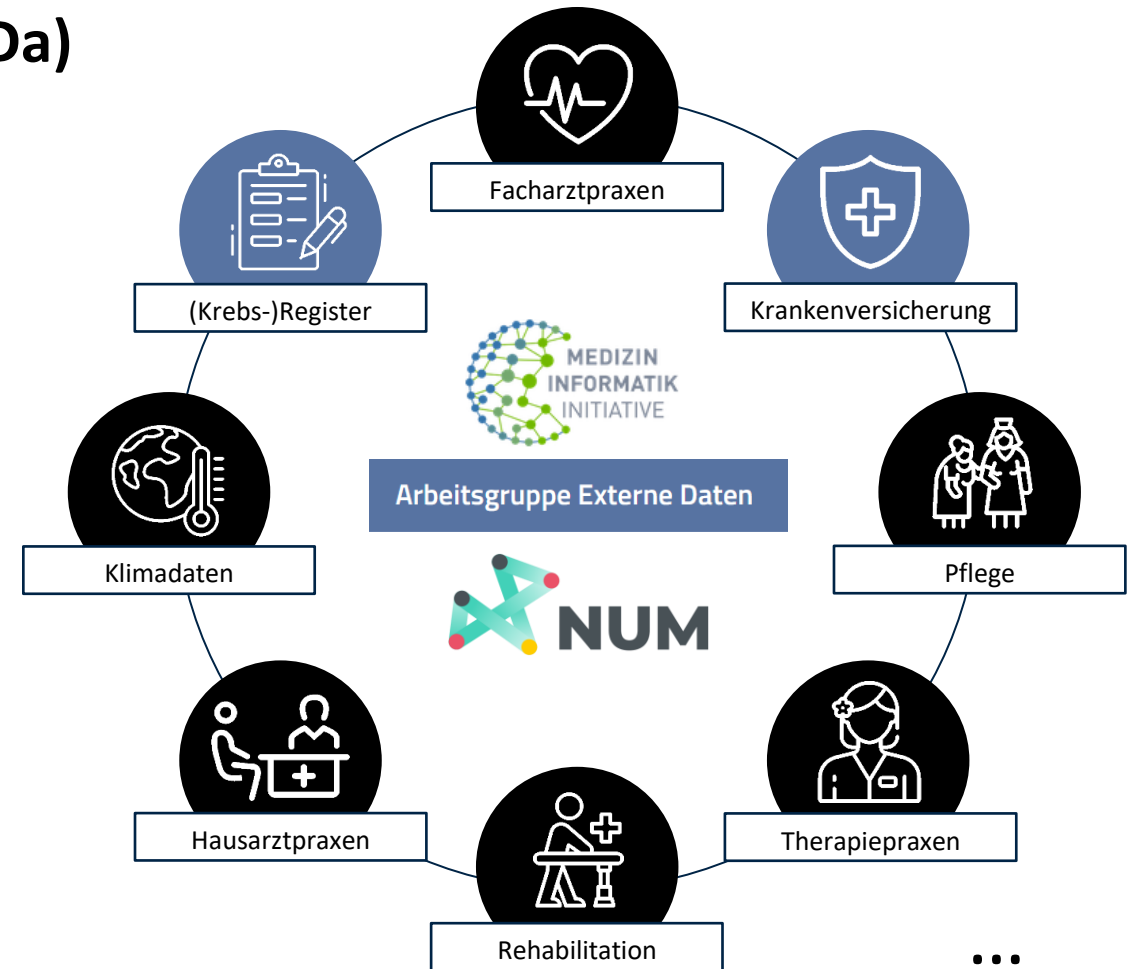 Da)
Facharztpraxen
(Krebs-)Register
Krankenversicherung
MEDIZIN
INFORMATIK
INITIATIVE
Arbeitsgruppe Externe Daten
Klimadaten
Pflege
NUM
Hausarztpraxen
Therapiepraxen
Rehabilitation
...